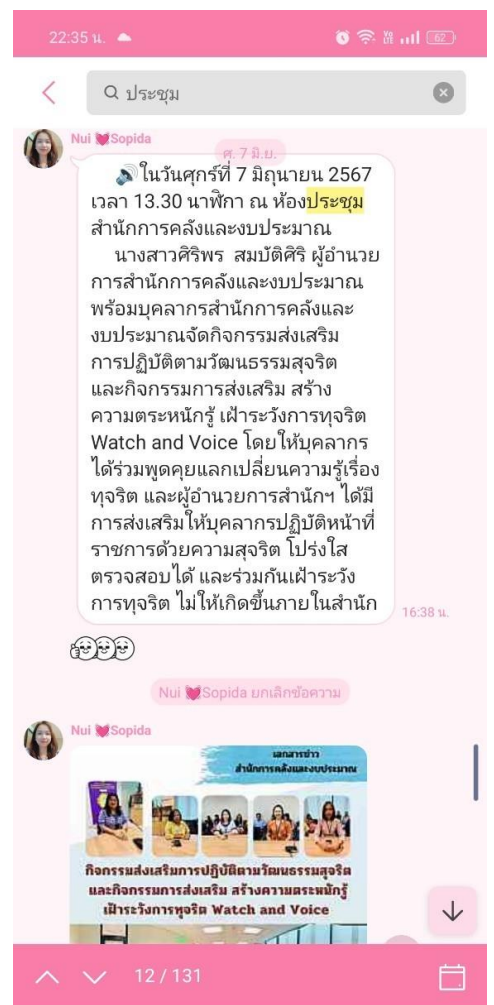 22:35 น.
62
ประชุม
Nui 💓Sopida
ศ. 7 มิ.ย.
🔊ในวันศุกร์ที่ 7 มิถุนายน 2567
เวลา 13.30 นาฬิกา ณ ห้องประชุม
สำนักการคลังและงบประมาณ
นางสาวศิริพร สมบัติศิริ ผู้อำนวย
การสำนักการคลังและงบประมาณ
พร้อมบุคลากรสำนักการคลังและ
งบประมาณจัดกิจกรรมส่งเสริม
การปฏิบัติตามวัฒนธรรมสุจริต
และกิจกรรมการส่งเสริม สร้าง
ความตระหนักรู้ เฝ้าระวังการทุจริต
Watch and Voice โดยให้บุคลากร
ได้ร่วมพูดคุยแลกเปลี่ยนความรู้เรื่อง
ทุจริต และผู้อำนวยการสำนักฯ ได้มี
การส่งเสริมให้บุคลากรปฏิบัติหน้าที่
ราชการด้วยความสุจริต โปร่งใส
ตรวจสอบได้ และร่วมกันเฝ้าระวัง
การทุจริต ไม่ให้เกิดขึ้นภายในสำนัก
16:38 น.
Nui 💓Sopida ยกเลิกข้อความ
Nui 💓Sopida
เอกสารข่าว
สำนักการคลังและงบประมาณ
กิจกรรมส่งเสริมการปฏิบัติตามวัฒนธรรมสุจริต
และกิจกรรมการส่งเสริม สร้างความตระหนักรู้
เฝ้าระวังการทุจริต Watch and Voice
12 / 131